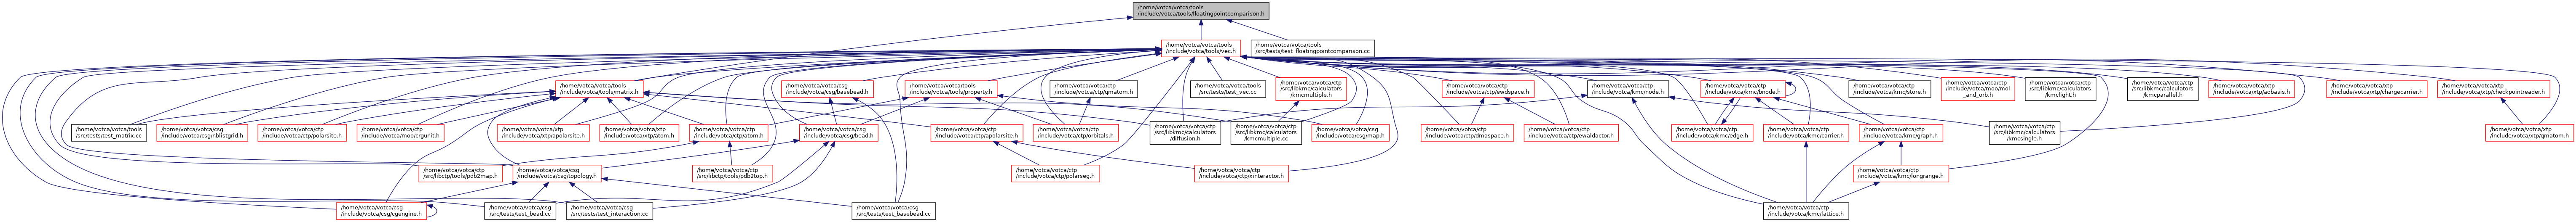 /home/votca/votca/tools
/include/votca/tools/floatingpointcomparison.h
/home/votca/votca/tools
/include/votca/tools/vec.h
/home/votca/votca/tools
/src/tests/test_floatingpointcomparison.cc
/home/votca/votca/tools
/include/votca/tools/matrix.h
/home/votca/votca/csg
/include/votca/csg/basebead.h
/home/votca/votca/tools
/include/votca/tools/property.h
/home/votca/votca/ctp
/include/votca/ctp/qmatom.h
/home/votca/votca/tools
/src/tests/test_vec.cc
/home/votca/votca/ctp
/src/libkmc/calculators
/kmcmultiple.h
/home/votca/votca/ctp
/include/votca/ctp/ewdspace.h
/home/votca/votca/ctp
/include/votca/kmc/node.h
/home/votca/votca/ctp
/include/votca/kmc/bnode.h
/home/votca/votca/ctp
/include/votca/kmc/store.h
/home/votca/votca/ctp
/include/votca/moo/mol
_and_orb.h
/home/votca/votca/ctp
/src/libkmc/calculators
/kmclight.h
/home/votca/votca/ctp
/src/libkmc/calculators
/kmcparallel.h
/home/votca/votca/xtp
/include/votca/xtp/aobasis.h
/home/votca/votca/xtp
/include/votca/xtp/chargecarrier.h
/home/votca/votca/xtp
/include/votca/xtp/checkpointreader.h
/home/votca/votca/tools
/src/tests/test_matrix.cc
/home/votca/votca/csg
/include/votca/csg/nblistgrid.h
/home/votca/votca/ctp
/include/votca/ctp/polarsite.h
/home/votca/votca/ctp
/include/votca/moo/crgunit.h
/home/votca/votca/xtp
/include/votca/xtp/apolarsite.h
/home/votca/votca/xtp
/include/votca/xtp/atom.h
/home/votca/votca/ctp
/include/votca/ctp/atom.h
/home/votca/votca/csg
/include/votca/csg/bead.h
/home/votca/votca/ctp
/include/votca/ctp/apolarsite.h
/home/votca/votca/ctp
/include/votca/ctp/orbitals.h
/home/votca/votca/ctp
/src/libkmc/calculators
/diffusion.h
/home/votca/votca/ctp
/src/libkmc/calculators
/kmcmultiple.cc
/home/votca/votca/csg
/include/votca/csg/map.h
/home/votca/votca/ctp
/include/votca/ctp/dmaspace.h
/home/votca/votca/ctp
/include/votca/ctp/ewaldactor.h
/home/votca/votca/ctp
/include/votca/kmc/edge.h
/home/votca/votca/ctp
/include/votca/kmc/carrier.h
/home/votca/votca/ctp
/include/votca/kmc/graph.h
/home/votca/votca/ctp
/src/libkmc/calculators
/kmcsingle.h
/home/votca/votca/xtp
/include/votca/xtp/qmatom.h
/home/votca/votca/ctp
/src/libctp/tools/pdb2map.h
/home/votca/votca/csg
/include/votca/csg/topology.h
/home/votca/votca/ctp
/src/libctp/tools/pdb2top.h
/home/votca/votca/ctp
/include/votca/ctp/polarseg.h
/home/votca/votca/ctp
/include/votca/ctp/xinteractor.h
/home/votca/votca/ctp
/include/votca/kmc/longrange.h
/home/votca/votca/csg
/include/votca/csg/cgengine.h
/home/votca/votca/csg
/src/tests/test_bead.cc
/home/votca/votca/csg
/src/tests/test_interaction.cc
/home/votca/votca/csg
/src/tests/test_basebead.cc
/home/votca/votca/ctp
/include/votca/kmc/lattice.h